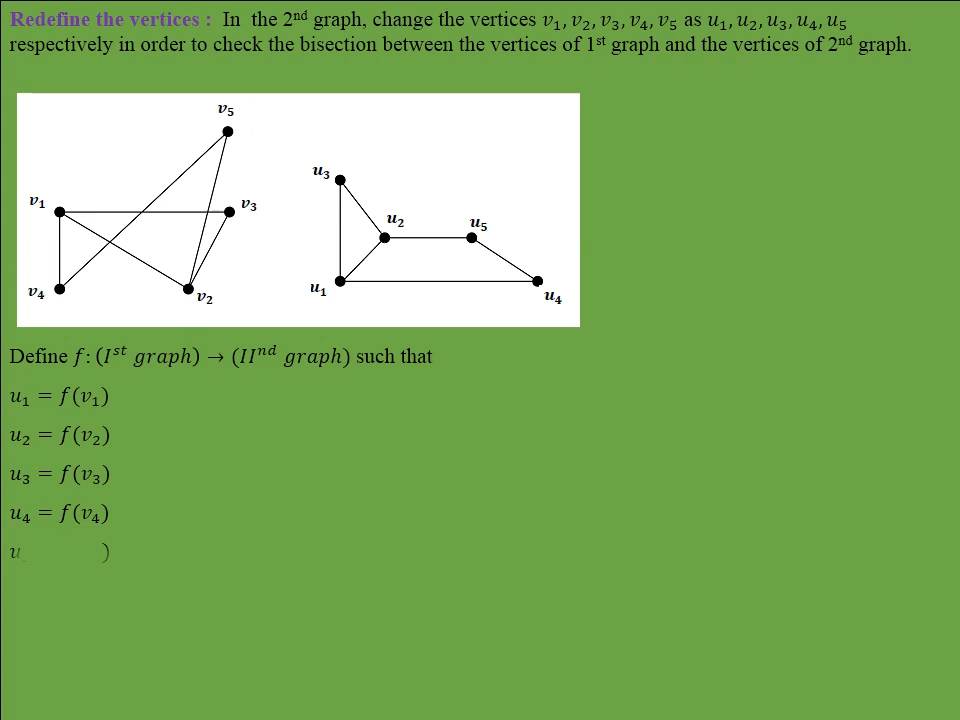 Redefine the vertices : In the 2nd graph, change the vertices v₁, v₂, v₃, v₄, v₅ as u₁, u₂, u₃, u₄, u₅
respectively in order to check the bisection between the vertices of 1st graph and the vertices of 2nd graph.
v₅
u₃
v₁
v₃
u₂
u₅
v₄
v₂
u₁
u₄
Define f: (Iˢᵗ graph) → (IIⁿᵈ graph) such that
u₁ = f(v₁)
u₂ = f(v₂)
u₃ = f(v₃)
u₄ = f(v₄)
u )